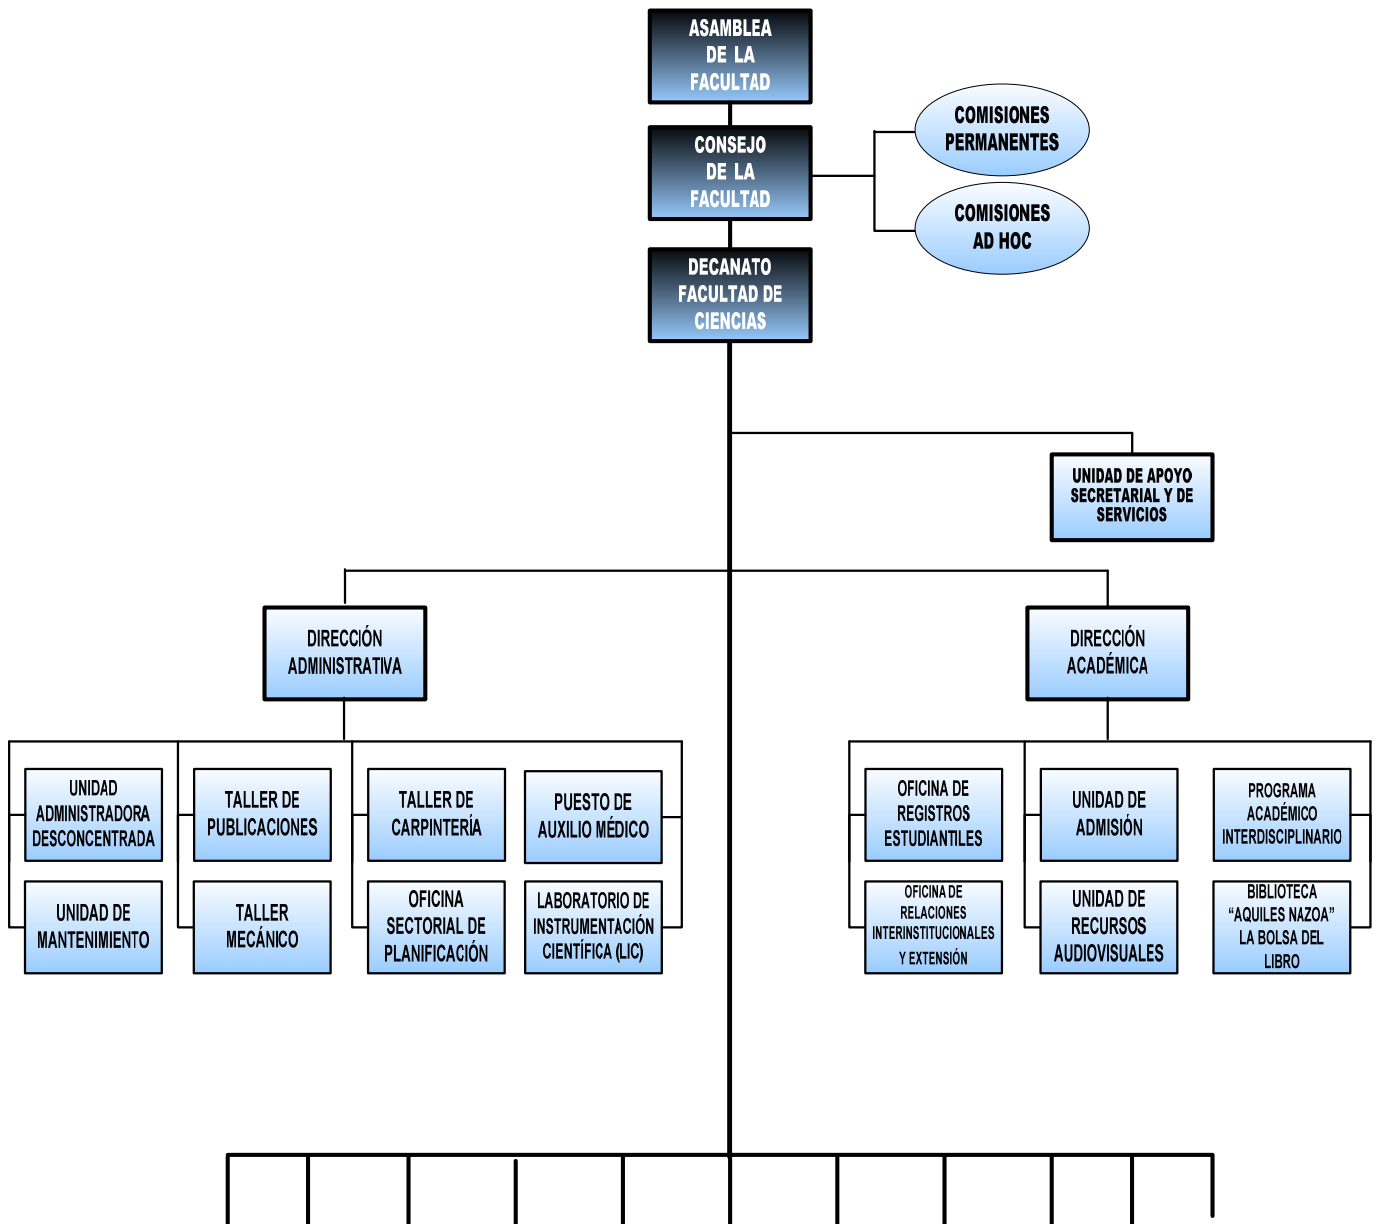 ASAMBLEA
DE LA
FACULTAD
CONSEJO
DE LA
FACULTAD
COMISIONES
PERMANENTES
COMISIONES
AD HOC
DECANATO
FACULTAD DE
CIENCIAS
UNIDAD DE APOYO
SECRETARIAL Y DE
SERVICIOS
DIRECCIÓN
ADMINISTRATIVA
DIRECCIÓN
ACADÉMICA
UNIDAD
ADMINISTRADORA
DESCONCENTRADA
TALLER DE
PUBLICACIONES
TALLER DE
CARPINTERÍA
PUESTO DE
AUXILIO MÉDICO
UNIDAD DE
MANTENIMIENTO
TALLER
MECÁNICO
OFICINA
SECTORIAL DE
PLANIFICACIÓN
LABORATORIO DE
INSTRUMENTACIÓN
CIENTÍFICA (LIC)
OFICINA DE
REGISTROS
ESTUDIANTILES
UNIDAD DE
ADMISIÓN
PROGRAMA
ACADÉMICO
INTERDISCIPLINARIO
OFICINA DE
RELACIONES
INTERINSTITUCIONALES
Y EXTENSIÓN
UNIDAD DE
RECURSOS
AUDIOVISUALES
BIBLIOTECA
“AQUILES NAZOA”
LA BOLSA DEL
LIBRO